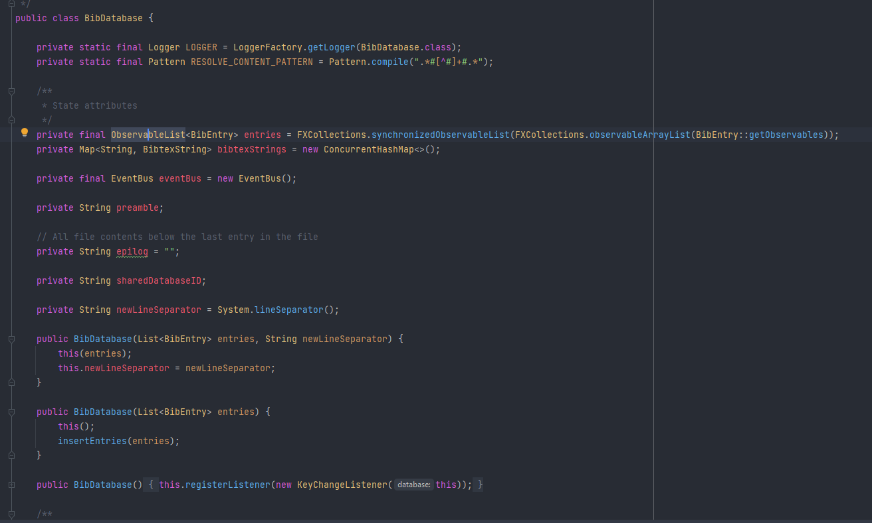 */
public class BibDatabase {
private static final Logger LOGGER = LoggerFactory.getLogger(BibDatabase.class);
private static final Pattern RESOLVE_CONTENT_PATTERN = Pattern.compile(".*#[^#]+#.*");
/**
* State attributes
*/
private final ObservableList<BibEntry> entries = FXCollections.synchronizedObservableList(FXCollections.observableArrayList(BibEntry::getObservables));
private Map<String, BibtexString> bibtexStrings = new ConcurrentHashMap<>();
private final EventBus eventBus = new EventBus();
private String preamble;
// All file contents below the last entry in the file
private String epilog = "";
private String sharedDatabaseID;
private String newLineSeparator = System.lineSeparator();
public BibDatabase(List<BibEntry> entries, String newLineSeparator) {
this(entries);
this.newLineSeparator = newLineSeparator;
}
public BibDatabase(List<BibEntry> entries) {
this();
insertEntries(entries);
}
public BibDatabase() { this.registerListener(new KeyChangeListener( database: this)); }
/**